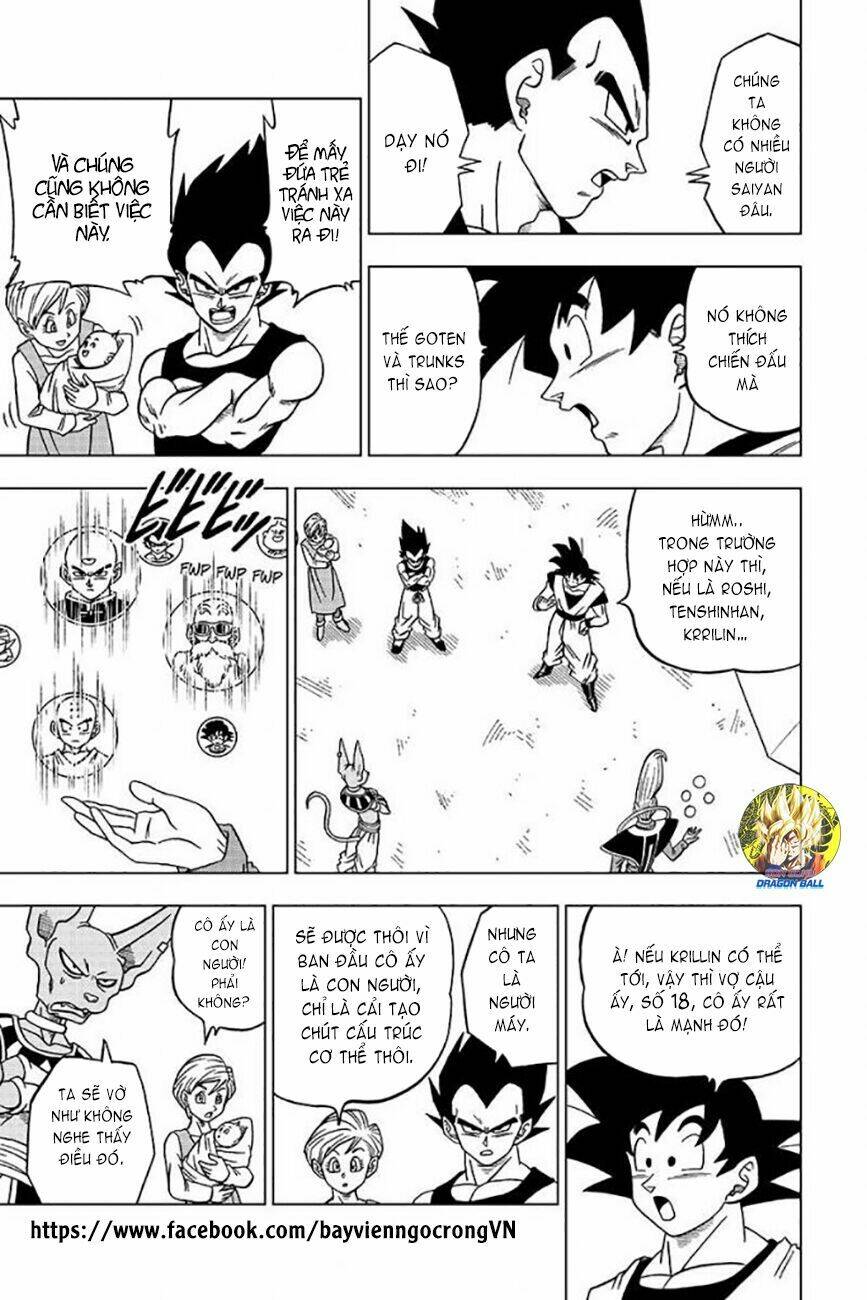 CHÚNG
TA
KHÔNG
CÓ NHIỀU
NGƯỜI
SAIYAN
ĐÂU.
DẠY NÓ
ĐI!
ĐỂ MẤY
ĐỨA TRẺ
TRÁNH XA
VIỆC NÀY
RA ĐI!
VÀ CHÚNG
CŨNG KHÔNG
CẦN BIẾT VIỆC
NÀY.
NÓ KHÔNG
THÍCH
CHIẾN ĐẤU
MÀ
THẾ GOTEN
VÀ TRUNKS
THÌ SAO?
HỪMM..
TRONG TRƯỜNG
HỢP NÀY THÌ,
NẾU LÀ ROSHI,
TENSHINHAN,
KRRILIN...
ビビビッ
FWP FWP FWP
DRAGON BALL
À! NẾU KRILLIN CÓ THỂ
TỚI, VẬY THÌ VỢ CẬU
ẤY, SỐ 18, CÔ ẤY RẤT
LÀ MẠNH ĐÓ!
NHƯNG
CÔ TA
LÀ
NGƯỜI
MÁY.
SẼ ĐƯỢC THÔI VÌ
BAN ĐẦU CÔ ẤY
LÀ CON NGƯỜI,
CHỈ LÀ CẢI TẠO
CHÚT CẤU TRÚC
CƠ THỂ THÔI.
CÔ ẤY LÀ
CON
NGƯỜI!
PHẢI
KHÔNG?
TA SẼ VỜ
NHƯ KHÔNG
NGHE THẤY
ĐIỀU ĐÓ.
https://www.facebook.com/bayvienngocrongVN